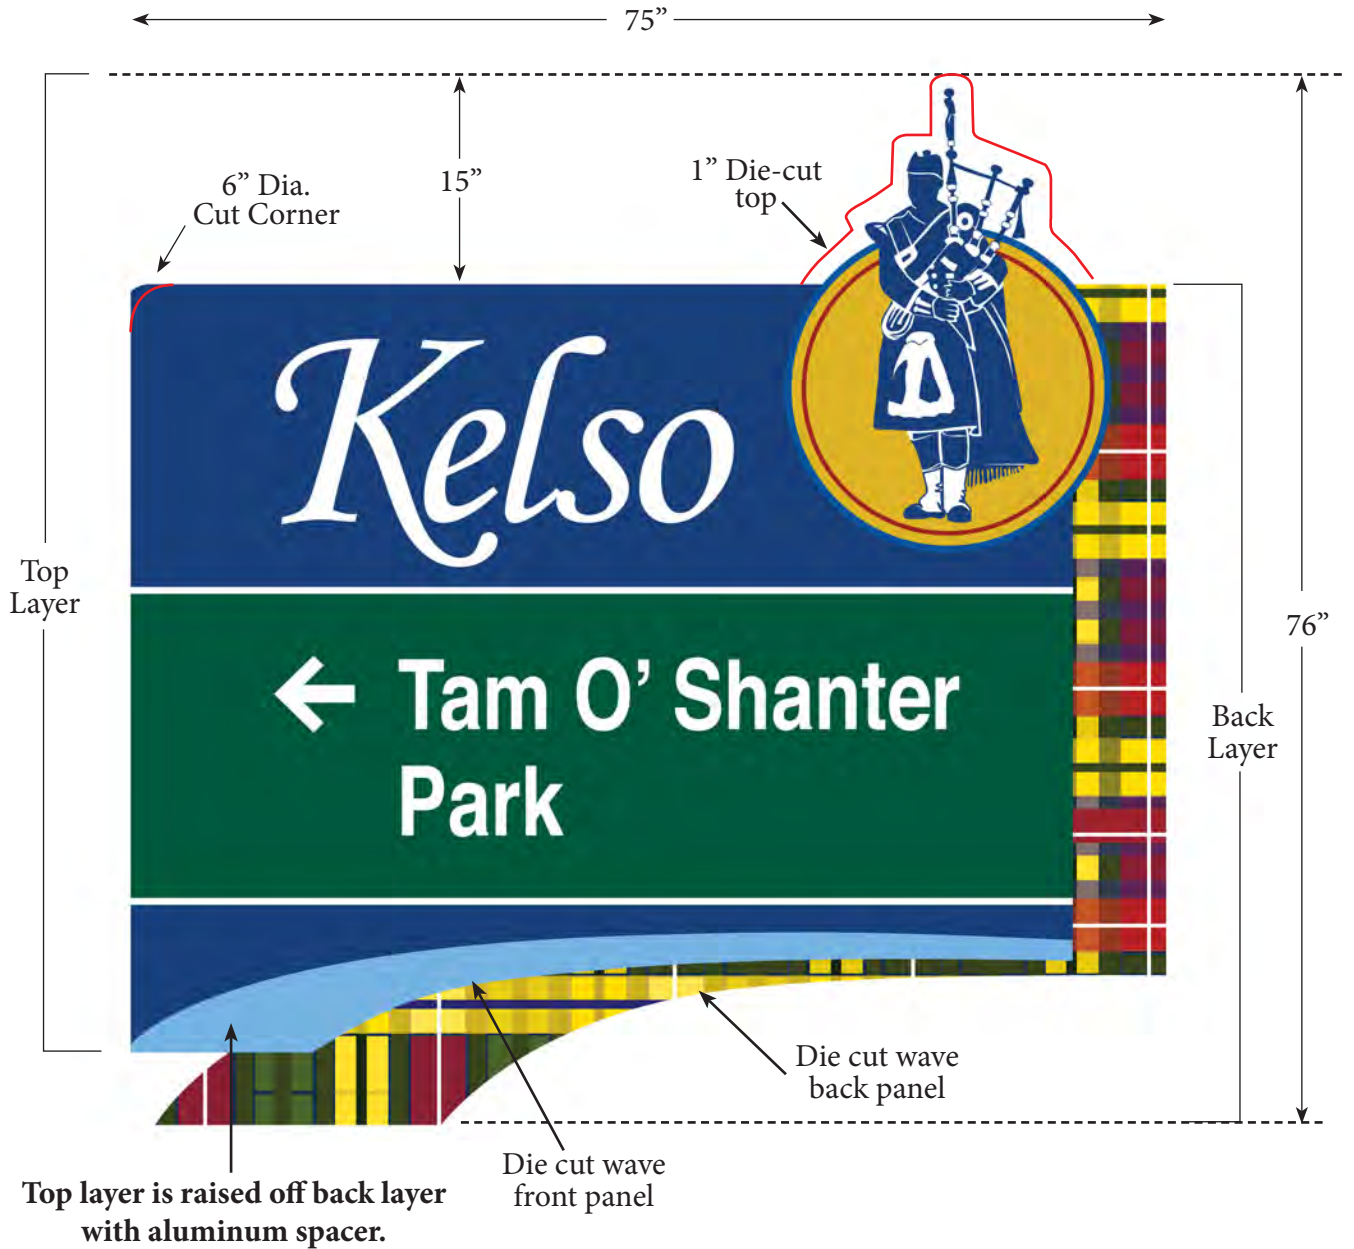 75”
6” Dia.
Cut Corner
15”
1” Die-cut
top
Kelso
Top
Layer
76”
← Tam O’ Shanter
Park
Back
Layer
Die cut wave
back panel
Die cut wave
front panel
Top layer is raised off back layer
with aluminum spacer.